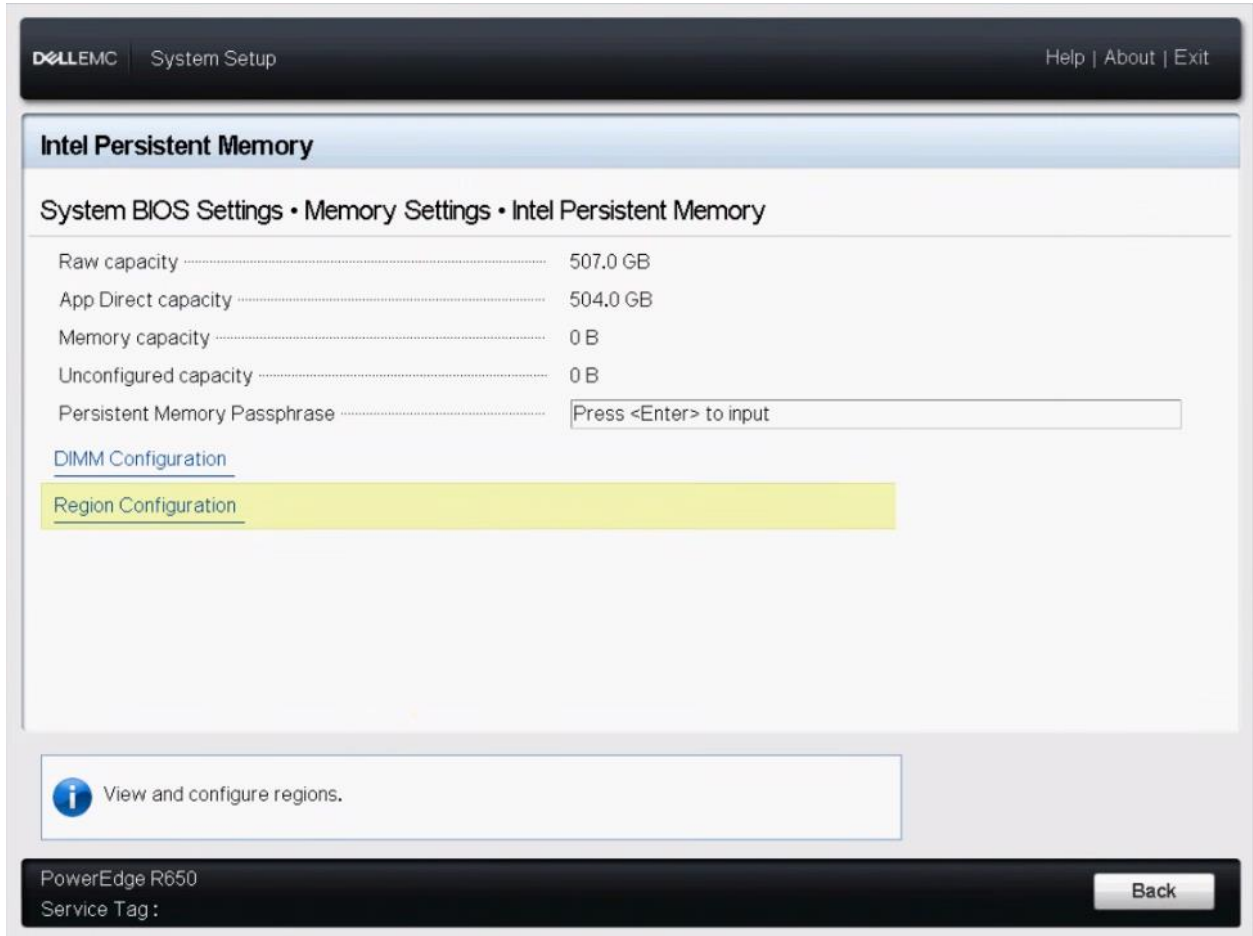 DELLEMC System Setup Help | About | Exit
Intel Persistent Memory
System BIOS Settings • Memory Settings • Intel Persistent Memory
Raw capacity 507.0 GB
App Direct capacity 504.0 GB
Memory capacity 0 B
Unconfigured capacity 0 B
Persistent Memory Passphrase Press <Enter> to input
DIMM Configuration
Region Configuration
View and configure regions.
PowerEdge R650
Service Tag:
Back